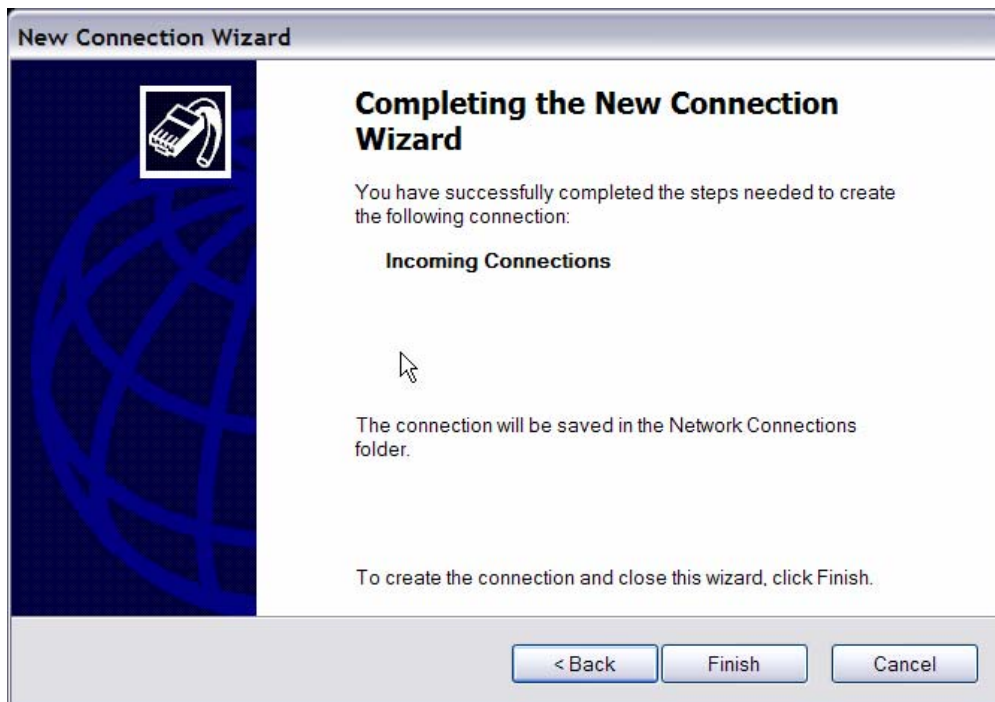 New Connection Wizard
Completing the New Connection
Wizard
You have successfully completed the steps needed to create
the following connection:
Incoming Connections
The connection will be saved in the Network Connections
folder.
To create the connection and close this wizard, click Finish.
< Back
Finish
Cancel